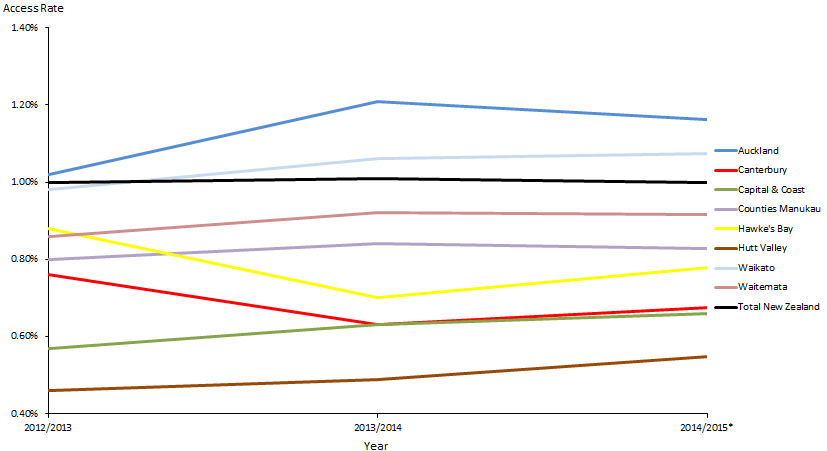 Access Rate
1.40%
1.20%
1.00%
0.80%
0.60%
0.40%
2012/2013
2013/2014
2014/2015*
Year
Auckland
Canterbury
Capital & Coast
Counties Manukau
Hawke's Bay
Hutt Valley
Waikato
Waitemata
Total New Zealand